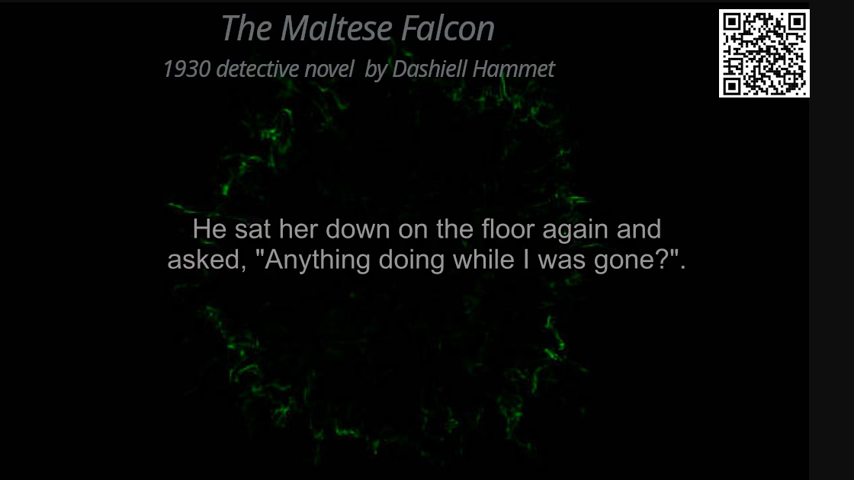 The Maltese Falcon
1930 detective novel by Dashiell Hammet
He sat her down on the floor again and
asked, "Anything doing while I was gone?".